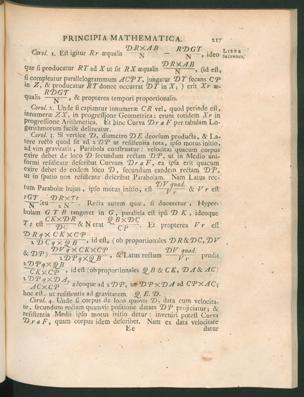 PRINCIPIA MATHEMATICA. 217
LIBER
SECUNDUS.
Corol. 1. Est igitur Rr æqualis DR×AB/N − RDGT/N, ideo
que si producatur RT ad X ut sit RX æqualis DR×AB/N, (id est,
si compleatur parallelogrammum ACPY, jungatur DY secans CP
in Z, & producatur RT donec occurrat DY in X;) erit Xr æ-
qualis RDGT/N, & propterea tempori proportionalis.
Corol. 2. Unde si capiantur innumeræ CR vel, quod perinde est,
innumeræ ZX, in progressione Geometrica; erunt totidem Xr in
progressione Arithmetica. Et hinc Curva DraF per tabulam Lo-
garithmorum facile delineatur.
Corol. 3. Si vertice D, diametro DE deorsum producta, & La-
tere recto quod sit ad 2 DP ut resistentia tota, ipso motus initio,
ad vim gravitatis, Parabola construatur: velocitas quacum corpus
exire debet de loco D secundum rectam DP, ut in Medio uni-
formi resistente describat Curvam DraF, ea ipsa erit quacum
exire debet de eodem loco D, secundum eandem rectam DP,
ut in spatio non resistente describat Parabolam. Nam Latus rec-
tum Parabolæ hujus, ipso motus initio, est DV quad./Vr & Vr est
tGT/N seu DR×Tt/2N. Recta autem quæ, si duceretur, Hyper-
bolam GTB tangeret in G, parallela est ipsi DK, ideoque
Tt est CK×DR/DC & N erat QB×DC/CP. Et propterea Vr est
DRq×CK×CP/2DCq×QB, id est, (ob proportionales DR & DC, DV
& DP) DVq×CK×CP/2DPq×QB, & Latus rectum DV quad./Vr prodit
2DPq×QB/CK×CP, id est (ob proportionales QB & CK, DA & AC)
2DPq×DA/AC×CP, adeoque ad 2DP, ut DP×DA ad CP×AC;
hoc est, ut resistentia ad gravitatem. Q.E.D.
Corol. 4. Unde si corpus de loco quovis D, data cum velocita-
te, secundum rectam quamvis positione datam DP projiciatur; &
resistentia Medii ipso motus initio detur: inveniri potest Curva
DraF, quam corpus idem describet. Nam ex data velocitate
Ee datur